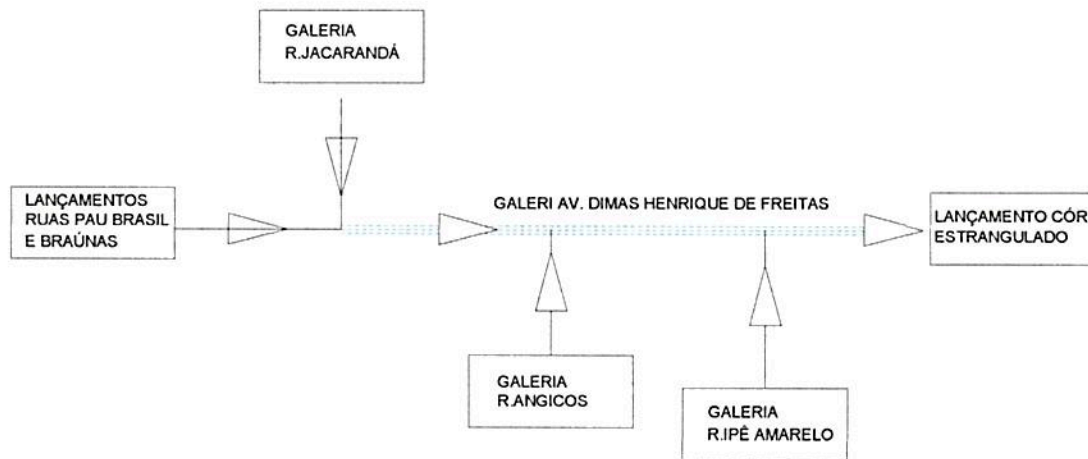 GALERIA
R.JACARANDÁ
LANÇAMENTOS
RUAS PAU BRASIL
E BRAÚNAS
GALERI AV. DIMAS HENRIQUE DE FREITAS
LANÇAMENTO CÓR
ESTRANGULADO
GALERIA
R.ANGICOS
GALERIA
R.IPÊ AMARELO